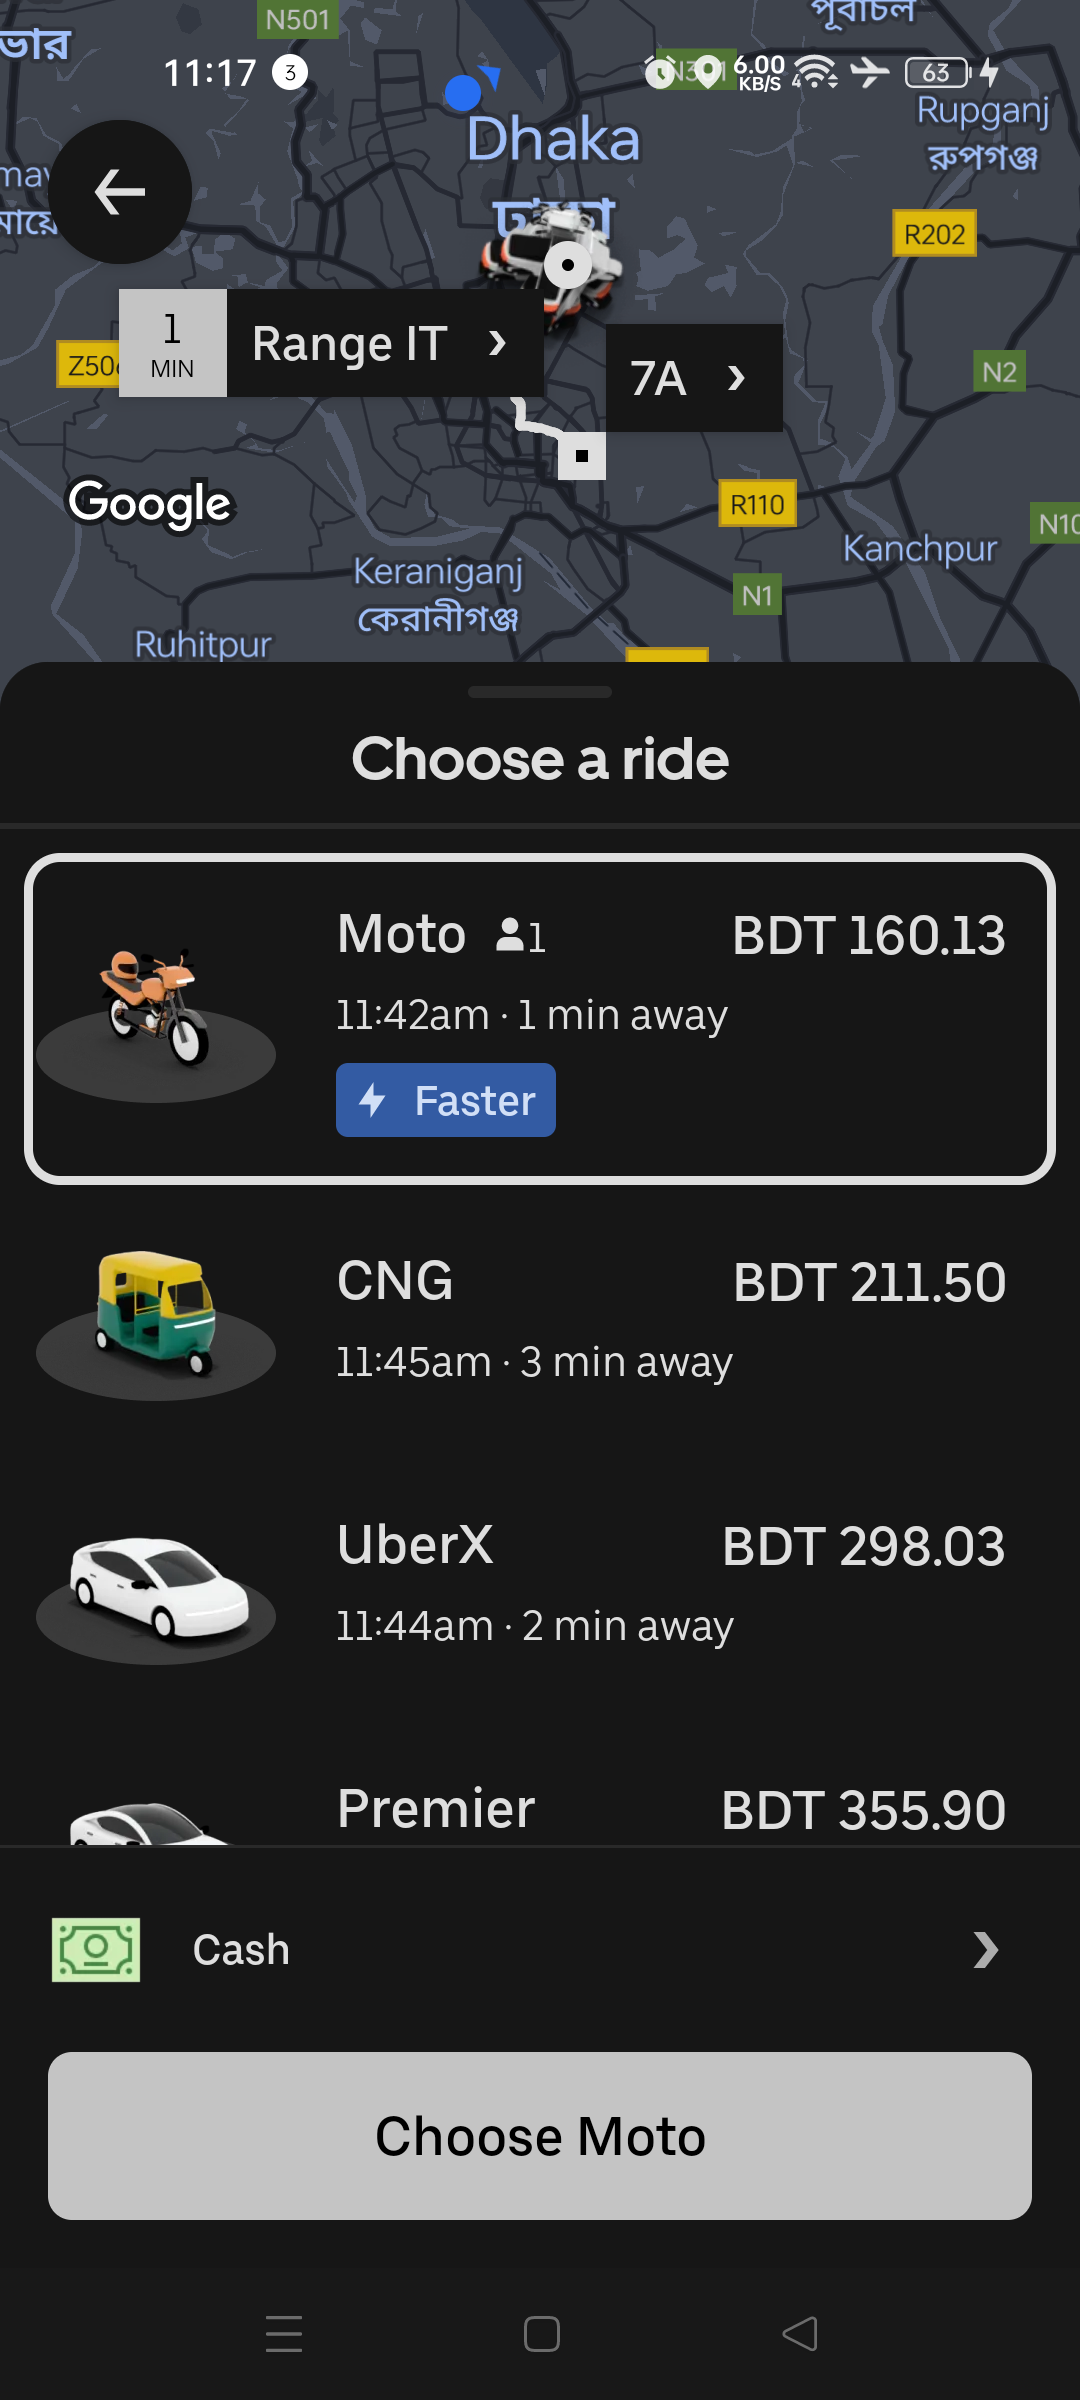 N501
পূর্বাচল
ভার
11:17 3
N301
6.00
KB/S
4
63
Dhaka
ঢাকা
Rupganj
রূপগঞ্জ
R202
1
MIN
Range IT
7A
N2
Google
R110
Kanchpur
Keraniganj
কেরানীগঞ্জ
N1
Ruhitpur
Choose a ride
Moto 1 BDT 160.13
11:42am · 1 min away
Faster
CNG BDT 211.50
11:45am · 3 min away
UberX BDT 298.03
11:44am · 2 min away
Premier BDT 355.90
Cash
Choose Moto